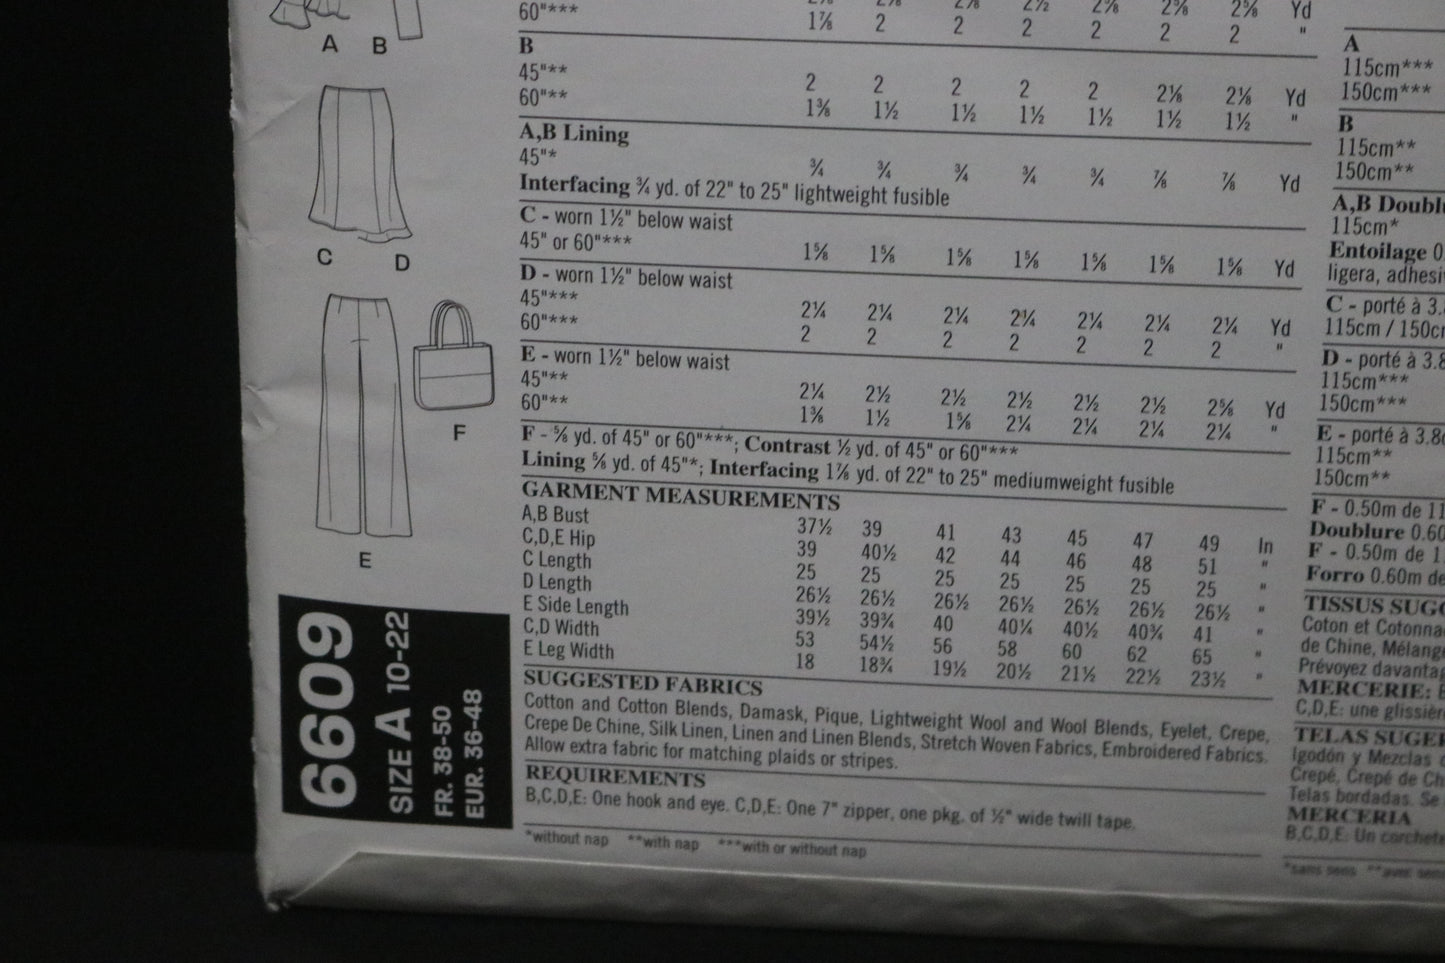 A B
C D
F
E
6609
SIZE A 10-22
FR. 38-50
EUR. 36-48
60"*** 1⅞ 2 2 2 2 2 2 "
B
45"** 2 2 2 2 2 2⅛ 2⅛ Yd
60"** 1⅜ 1½ 1½ 1½ 1½ 1½ 1½ "
A,B Lining
45"* ¾ ¾ ¾ ¾ ¾ ⅞ ⅞ Yd
Interfacing ¾ yd. of 22" to 25" lightweight fusible
C - worn 1½" below waist
45" or 60"*** 1⅝ 1⅝ 1⅝ 1⅝ 1⅝ 1⅝ 1⅝ Yd
D - worn 1½" below waist
45"*** 2¼ 2¼ 2¼ 2¼ 2¼ 2¼ 2¼ Yd
60"*** 2 2 2 2 2 2 2 "
E - worn 1½" below waist
45"** 2¼ 2½ 2½ 2½ 2½ 2½ 2⅝ Yd
60"** 1⅜ 1½ 1⅝ 2¼ 2¼ 2¼ 2¼ "
F - ⅝ yd. of 45" or 60"***; Contrast ½ yd. of 45" or 60"***
Lining ⅝ yd. of 45"*; Interfacing 1⅞ yd. of 22" to 25" mediumweight fusible
GARMENT MEASUREMENTS
A,B Bust 37½ 39 41 43 45 47 49 In
C,D,E Hip 39 40½ 42 44 46 48 51 "
C Length 25 25 25 25 25 25 25 "
D Length 26½ 26½ 26½ 26½ 26½ 26½ 26½ "
E Side Length 39½ 39¾ 40 40¼ 40½ 40¾ 41 "
C,D Width 53 54½ 56 58 60 62 65 "
E Leg Width 18 18¾ 19½ 20½ 21½ 22½ 23½ "
SUGGESTED FABRICS
Cotton and Cotton Blends, Damask, Pique, Lightweight Wool and Wool Blends, Eyelet, Crepe,
Crepe De Chine, Silk Linen, Linen and Linen Blends, Stretch Woven Fabrics, Embroidered Fabrics.
Allow extra fabric for matching plaids or stripes.
REQUIREMENTS
B,C,D,E: One hook and eye. C,D,E: One 7" zipper, one pkg. of ½" wide twill tape.
*without nap **with nap ***with or without nap
A
115cm***
150cm***
B
115cm**
150cm**
A,B
115cm*
Entoilage
ligera,
C - porté à
115cm /
D - porté à
115cm***
150cm***
E - porté à
115cm**
150cm**
F - 0.50m de
Doublure
F - 0.50m de
Forro 0.60m de
TISSUS
Coton et
de Chine,
Prévoyez
MERCERIE:
C,D,E: une
TELAS
Igodón y Mezclas
Crepé, Crepé de
Telas bordadas. Se
MERCERIA
B,C,D,E: Un
*sans sens